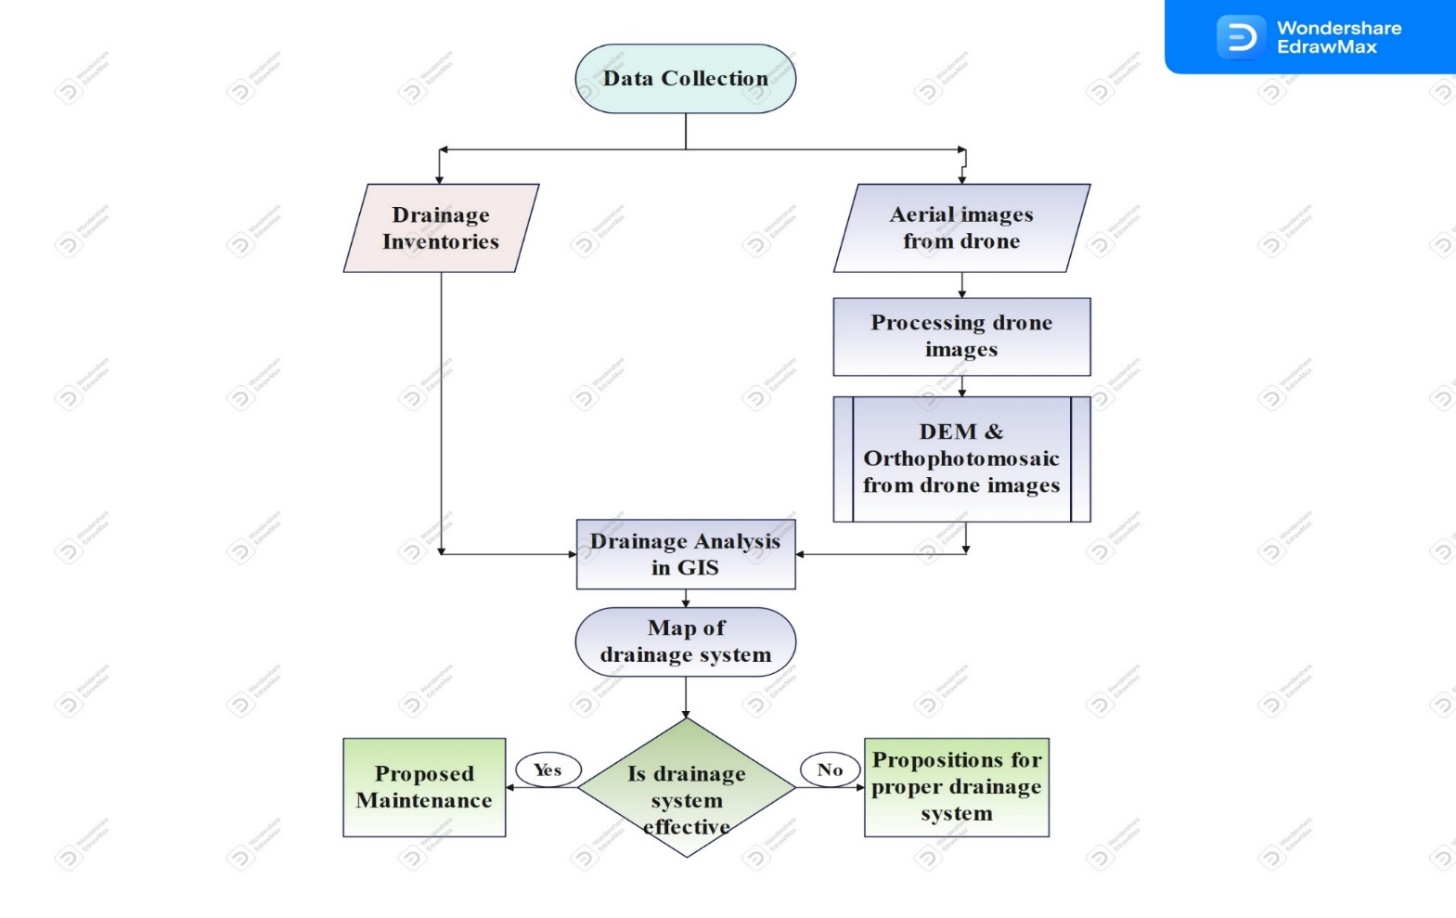 Wondershare
EdrawMax
Data Collection
Drainage
Inventories
Aerial images
from drone
Processing drone
images
DEM &
Orthophotomosaic
from drone images
Drainage Analysis
in GIS
Map of
drainage system
Proposed
Maintenance
Yes
Is drainage
system
effective
No
Propositions for
proper drainage
system